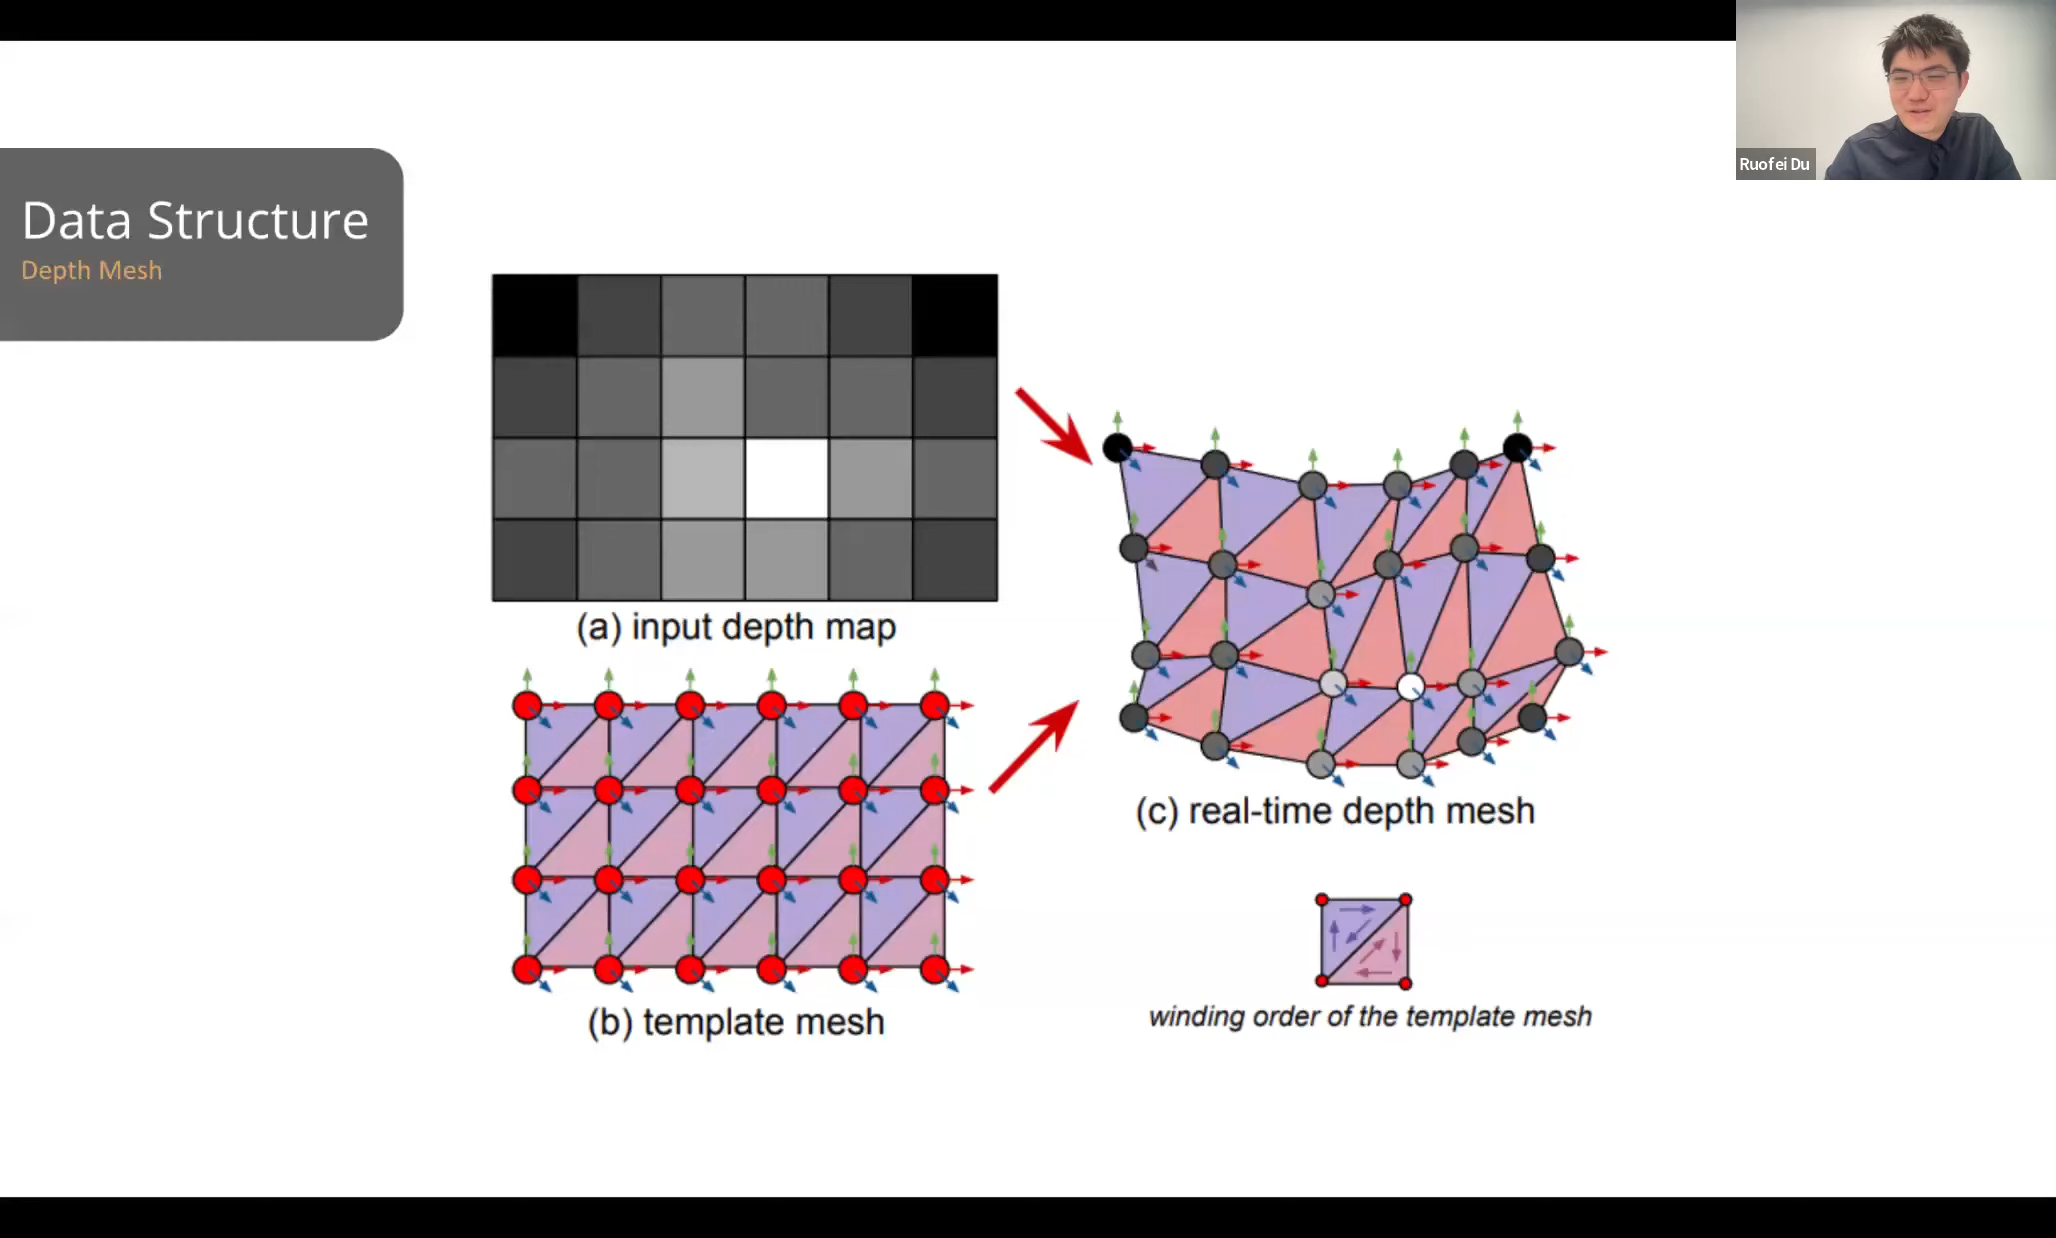 Ruofei Du
Data Structure
Depth Mesh
(a) input depth map
(b) template mesh
(c) real-time depth mesh
winding order of the template mesh